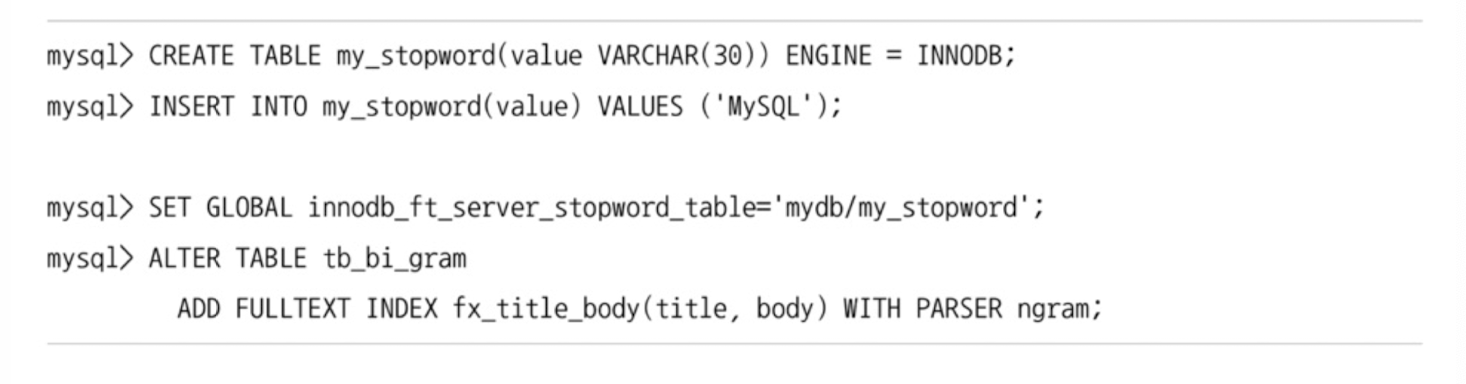 mysql> CREATE TABLE my_stopword(value VARCHAR(30)) ENGINE = INNODB;
mysql> INSERT INTO my_stopword(value) VALUES ('MySQL');
mysql> SET GLOBAL innodb_ft_server_stopword_table='mydb/my_stopword';
mysql> ALTER TABLE tb_bi_gram
ADD FULLTEXT INDEX fx_title_body(title, body) WITH PARSER ngram;